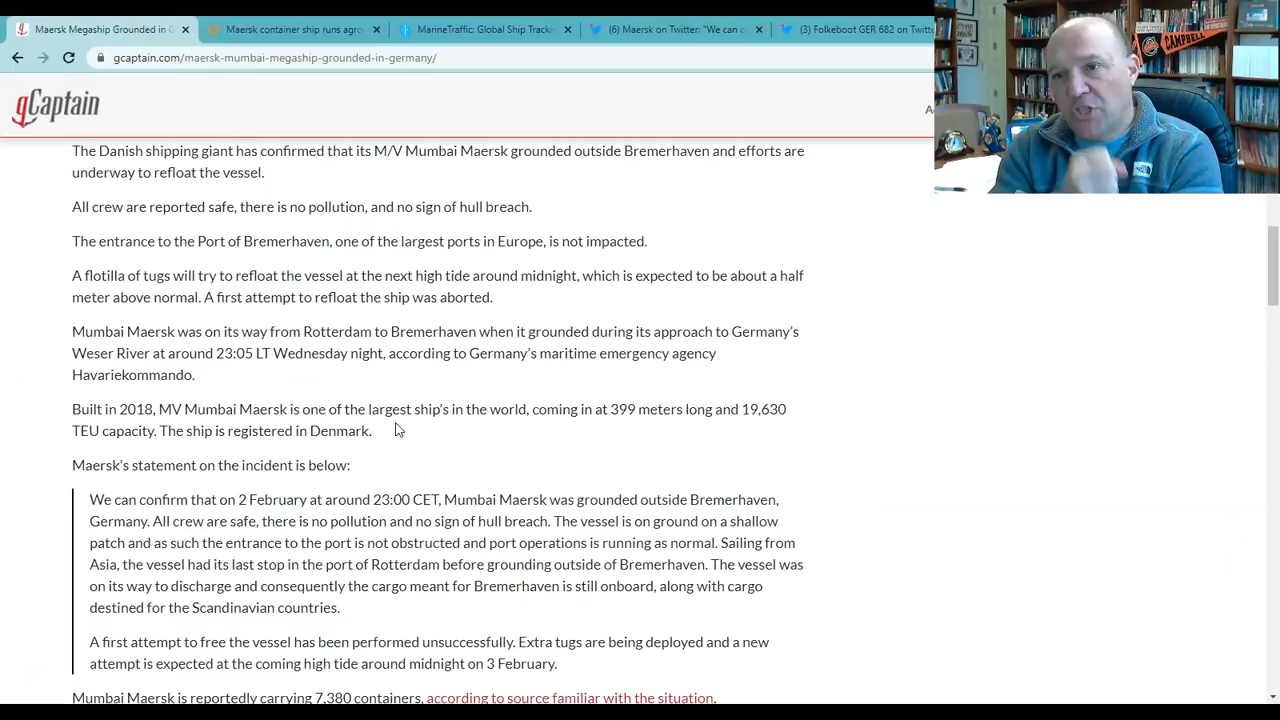 Maersk Megaship Grounded in G
Maersk container ship runs agro
MarineTraffic: Global Ship Track
(6) Maersk on Twitter: "We can c
(3) Folkeboot GER 682 on Twitt
gcaptain.com/maersk-mumbai-megaship-grounded-in-germany/
CAMPBELL
gCaptain
The Danish shipping giant has confirmed that its M/V Mumbai Maersk grounded outside Bremerhaven and efforts are
underway to refloat the vessel.
All crew are reported safe, there is no pollution, and no sign of hull breach.
The entrance to the Port of Bremerhaven, one of the largest ports in Europe, is not impacted.
A flotilla of tugs will try to refloat the vessel at the next high tide around midnight, which is expected to be about a half
meter above normal. A first attempt to refloat the ship was aborted.
Mumbai Maersk was on its way from Rotterdam to Bremerhaven when it grounded during its approach to Germany's
Weser River at around 23:05 LT Wednesday night, according to Germany's maritime emergency agency
Havariekommando.
Built in 2018, MV Mumbai Maersk is one of the largest ship's in the world, coming in at 399 meters long and 19,630
TEU capacity. The ship is registered in Denmark.
Maersk's statement on the incident is below:
We can confirm that on 2 February at around 23:00 CET, Mumbai Maersk was grounded outside Bremerhaven,
Germany. All crew are safe, there is no pollution and no sign of hull breach. The vessel is on ground on a shallow
patch and as such the entrance to the port is not obstructed and port operations is running as normal. Sailing from
Asia, the vessel had its last stop in the port of Rotterdam before grounding outside of Bremerhaven. The vessel was
on its way to discharge and consequently the cargo meant for Bremerhaven is still onboard, along with cargo
destined for the Scandinavian countries.
A first attempt to free the vessel has been performed unsuccessfully. Extra tugs are being deployed and a new
attempt is expected at the coming high tide around midnight on 3 February.
Mumbai Maersk is reportedly carrying 7,380 containers, according to source familiar with the situation.